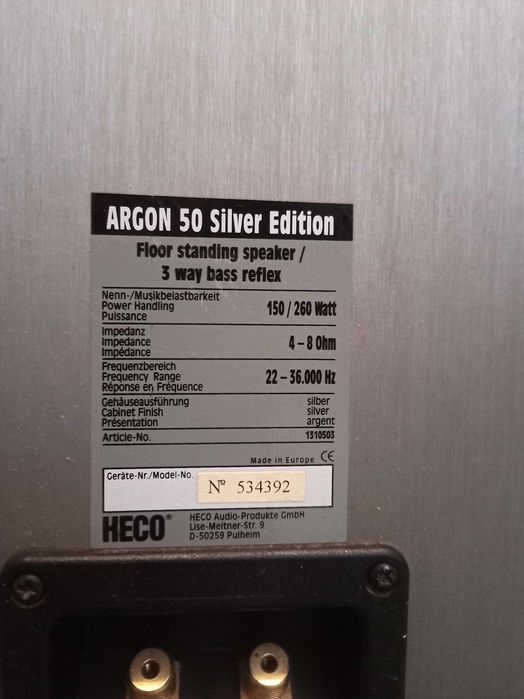 ARGON 50 Silver Edition
Floor standing speaker /
3 way bass reflex
Nenn-/Musikbelastbarkeit
Power Handling 150 / 260 Watt
Puissance
Impedanz
Impedance 4 – 8 Ohm
Impédance
Frequenzbereich
Frequency Range 22 – 36.000 Hz
Réponse en Fréquence
Gehäuseausführung silber
Cabinet Finish silver
Présentation argent
Article-No. 1310503
Made in Europe CE
Geräte-Nr./Model-No. Nº 534392
HECO® HECO Audio-Produkte GmbH
Lise-Meitner-Str. 9
D-50259 Pulheim